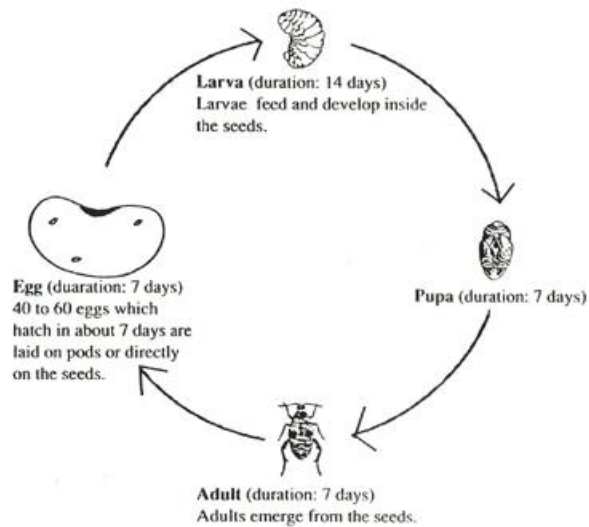 Larva (duration: 14 days)
Larvae feed and develop inside
the seeds.
Egg (duaration: 7 days)
40 to 60 eggs which
hatch in about 7 days are
laid on pods or directly
on the seeds.
Pupa (duration: 7 days)
Adult (duration: 7 days)
Adults emerge from the seeds.